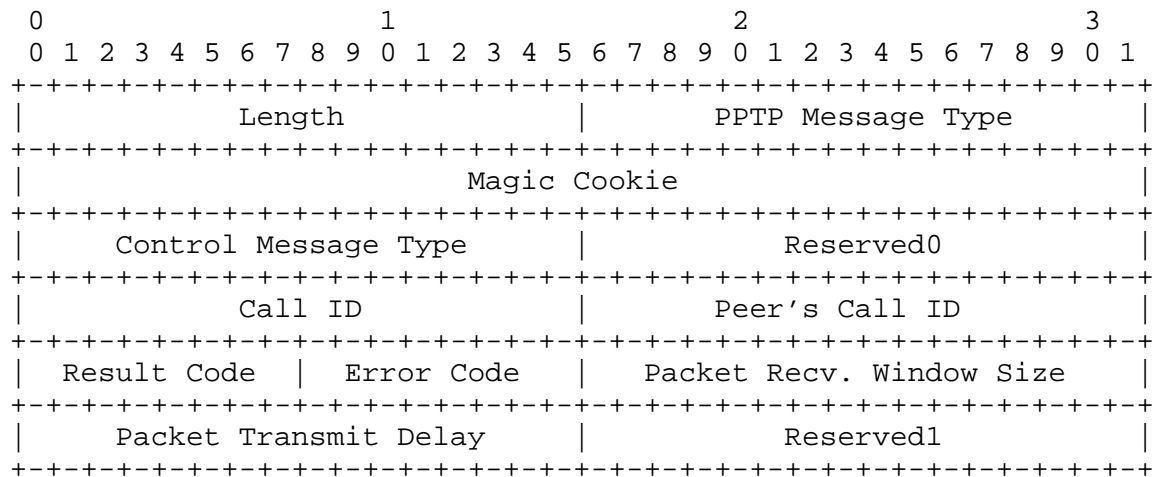 0                   1                   2                   3
 0 1 2 3 4 5 6 7 8 9 0 1 2 3 4 5 6 7 8 9 0 1 2 3 4 5 6 7 8 9 0 1
+-+-+-+-+-+-+-+-+-+-+-+-+-+-+-+-+-+-+-+-+-+-+-+-+-+-+-+-+-+-+-+-+
|            Length             |       PPTP Message Type       |
+-+-+-+-+-+-+-+-+-+-+-+-+-+-+-+-+-+-+-+-+-+-+-+-+-+-+-+-+-+-+-+-+
|                         Magic Cookie                          |
+-+-+-+-+-+-+-+-+-+-+-+-+-+-+-+-+-+-+-+-+-+-+-+-+-+-+-+-+-+-+-+-+
|     Control Message Type      |           Reserved0           |
+-+-+-+-+-+-+-+-+-+-+-+-+-+-+-+-+-+-+-+-+-+-+-+-+-+-+-+-+-+-+-+-+
|            Call ID            |       Peer’s Call ID          |
+-+-+-+-+-+-+-+-+-+-+-+-+-+-+-+-+-+-+-+-+-+-+-+-+-+-+-+-+-+-+-+-+
|  Result Code  |  Error Code   |   Packet Recv. Window Size    |
+-+-+-+-+-+-+-+-+-+-+-+-+-+-+-+-+-+-+-+-+-+-+-+-+-+-+-+-+-+-+-+-+
|     Packet Transmit Delay     |           Reserved1           |
+-+-+-+-+-+-+-+-+-+-+-+-+-+-+-+-+-+-+-+-+-+-+-+-+-+-+-+-+-+-+-+-+